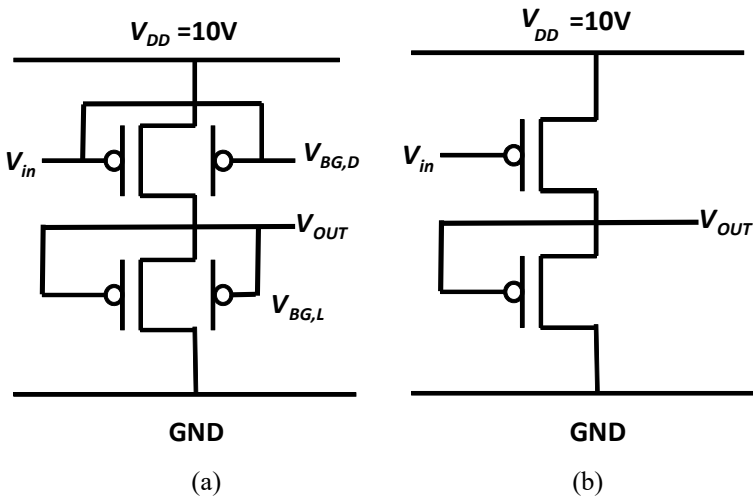 V_DD =10V
V_in
V_BG,D
V_OUT
V_BG,L
GND
(a)
V_DD =10V
V_in
V_OUT
GND
(b)